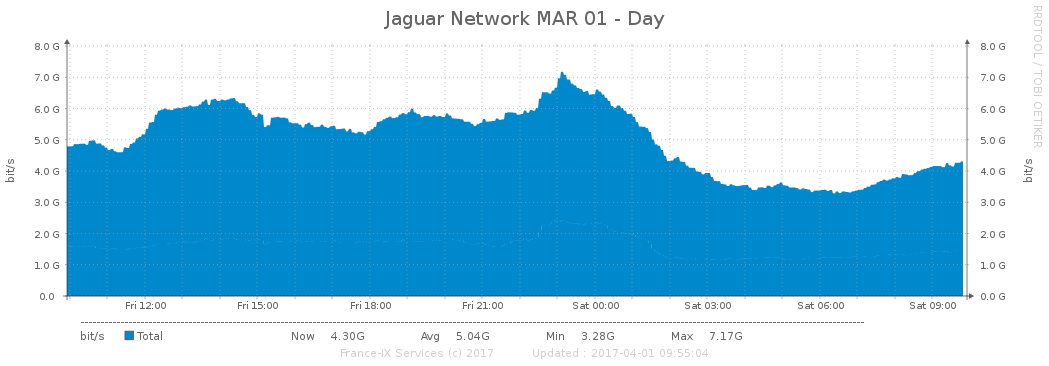 Jaguar Network MAR 01 - Day
RRDTOOL / TOBI OETIKER
8.0 G 8.0 G
7.0 G 7.0 G
6.0 G 6.0 G
5.0 G 5.0 G
4.0 G 4.0 G
3.0 G 3.0 G
2.0 G 2.0 G
1.0 G 1.0 G
0.0 0.0 G
bit/s
bit/s
Fri 12:00 Fri 15:00 Fri 18:00 Fri 21:00 Sat 00:00 Sat 03:00 Sat 06:00 Sat 09:00
bit/s Total Now 4.30G Avg 5.04G Min 3.28G Max 7.17G
France-IX Services (c) 2017 Updated : 2017-04-01 09:55:04